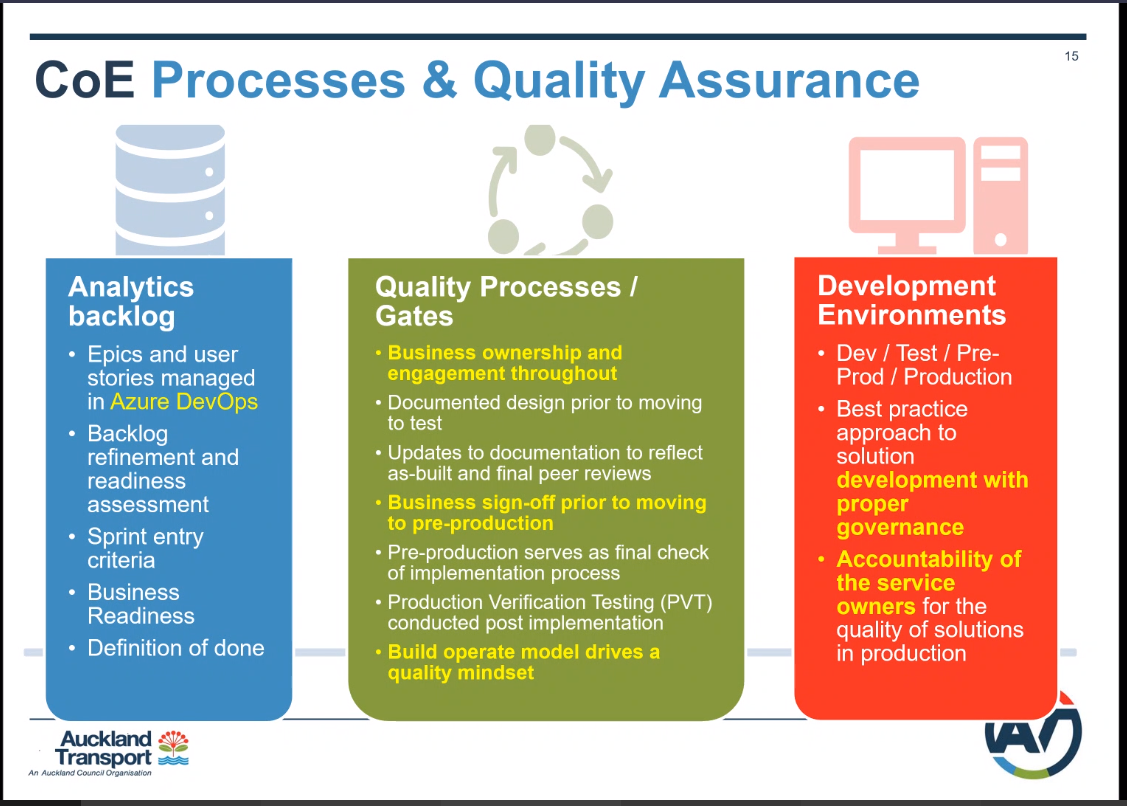 15
CoE Processes & Quality Assurance
Analytics
backlog
• Epics and user
stories managed
in Azure DevOps
• Backlog
refinement and
readiness
assessment
• Sprint entry
criteria
• Business
Readiness
• Definition of done
Quality Processes /
Gates
• Business ownership and
engagement throughout
• Documented design prior to moving
to test
• Updates to documentation to reflect
as-built and final peer reviews
• Business sign-off prior to moving
to pre-production
• Pre-production serves as final check
of implementation process
• Production Verification Testing (PVT)
conducted post implementation
• Build operate model drives a
quality mindset
Development
Environments
• Dev / Test / Pre-
Prod / Production
• Best practice
approach to
solution
development with
proper
governance
• Accountability of
the service
owners for the
quality of solutions
in production
Auckland
Transport
An Auckland Council Organisation
AT